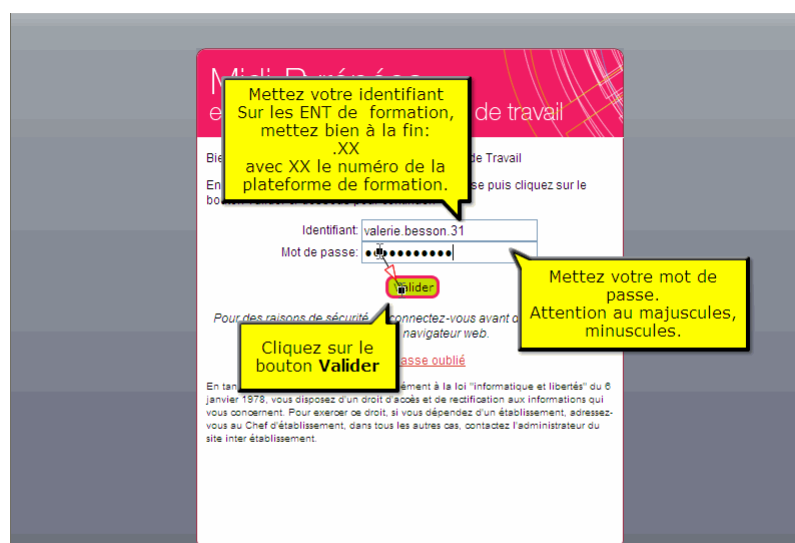 Midi-Pyrénées
e
de travail
Mettez votre identifiant
Sur les ENT de formation,
mettez bien à la fin:
.XX
avec XX le numéro de la
plateforme de formation.
Bie
de Travail
En
se puis cliquez sur le
bo
Identifiant: valerie.besson.31
Mot de passe: ●●●●●●●●●●●
Valider
Mettez votre mot de
passe.
Attention au majuscules,
minuscules.
Pour des raisons de sécurité
connectez-vous avant d
navigateur web.
Cliquez sur le
bouton Valider
asse oublié
En tan
ément à la loi "informatique et libertés" du 6
janvier 1978, vous disposez d'un droit d'accès et de rectification aux informations qui
vous concernent. Pour exercer ce droit, si vous dépendez d'un établissement, adressez-
vous au Chef d'établissement, dans tous les autres cas, contactez l'administrateur du
site inter établissement.